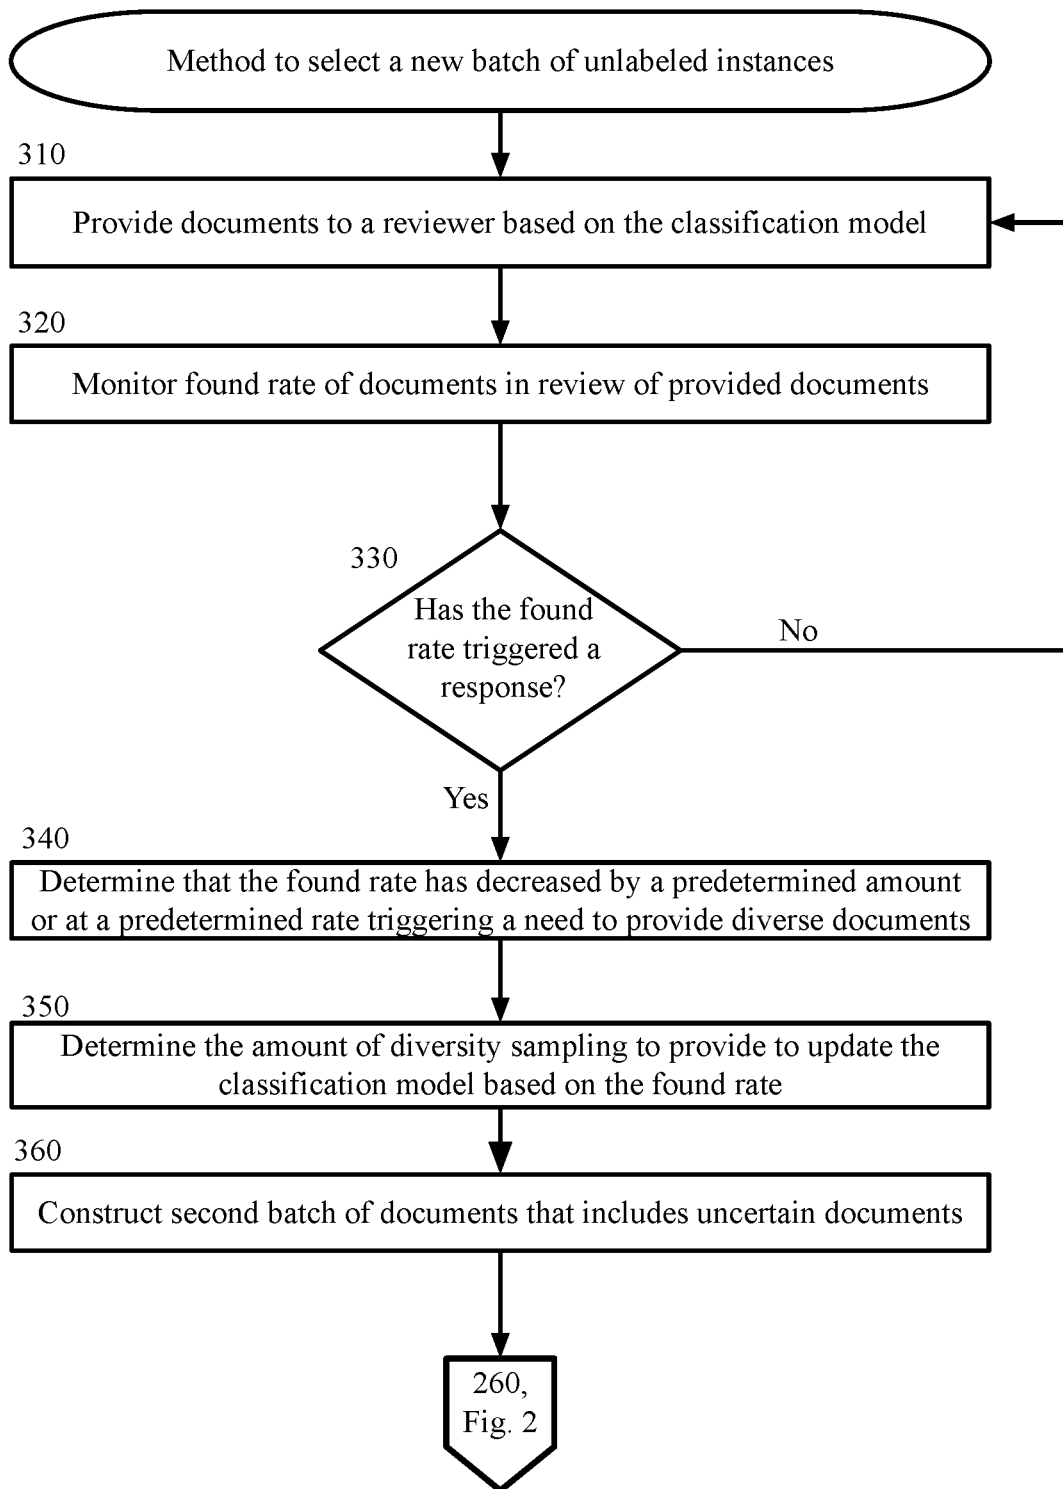 Method to select a new batch of unlabeled instances
310
Provide documents to a reviewer based on the classification model
320
Monitor found rate of documents in review of provided documents
330
Has the found
rate triggered a
response?
No
Yes
340
Determine that the found rate has decreased by a predetermined amount
or at a predetermined rate triggering a need to provide diverse documents
350
Determine the amount of diversity sampling to provide to update the
classification model based on the found rate
360
Construct second batch of documents that includes uncertain documents
260,
Fig. 2